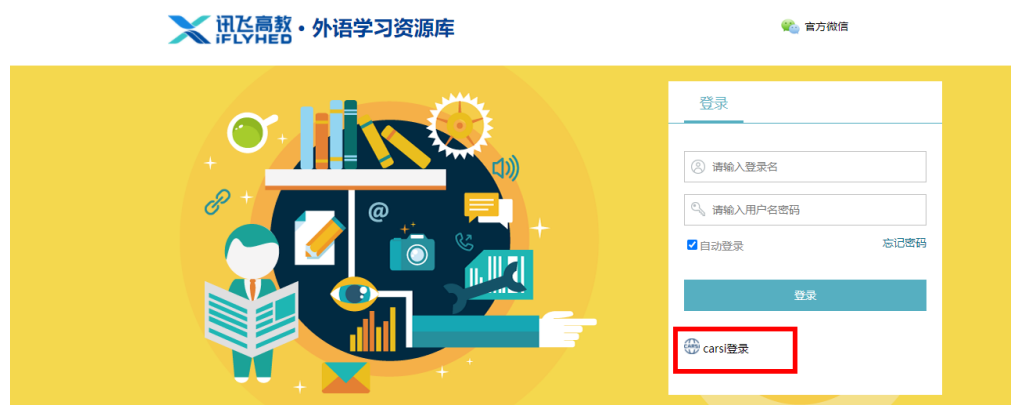 讯飞高教·外语学习资源库
iFLYHED
官方微信
登录
请输入登录名
请输入用户名密码
自动登录
忘记密码
登录
CARSI carsi登录
@